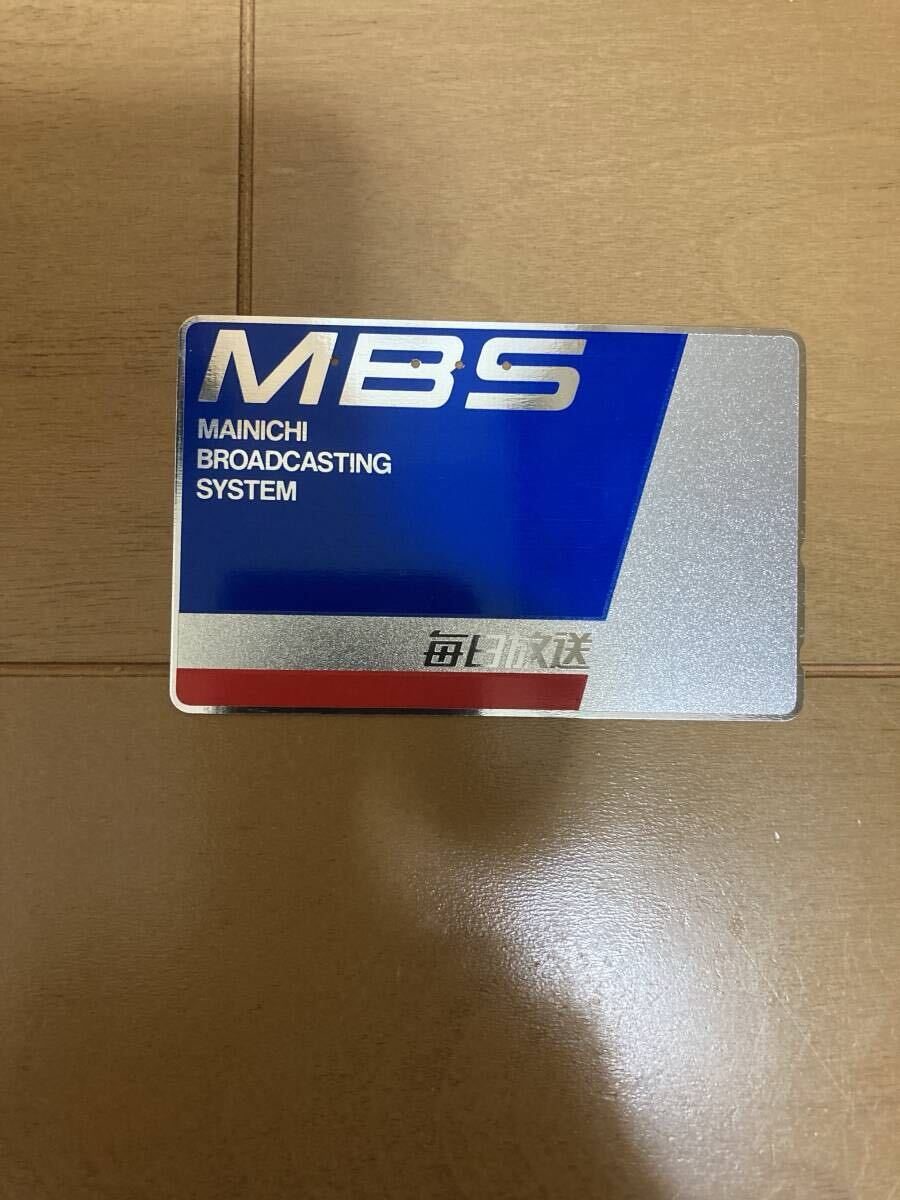 MBS
MAINICHI
BROADCASTING
SYSTEM
毎日放送